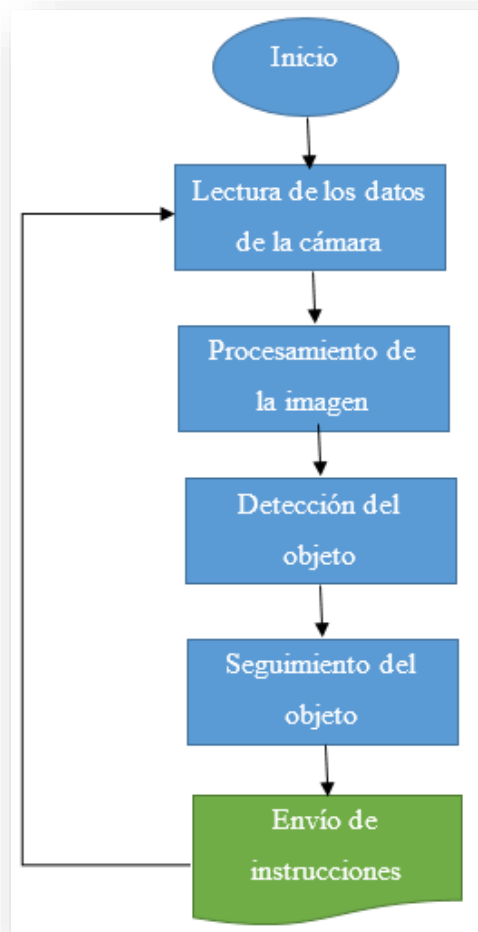 Inicio
Lectura de los datos
de la cámara
Procesamiento de
la imagen
Detección del
objeto
Seguimiento del
objeto
Envío de
instrucciones